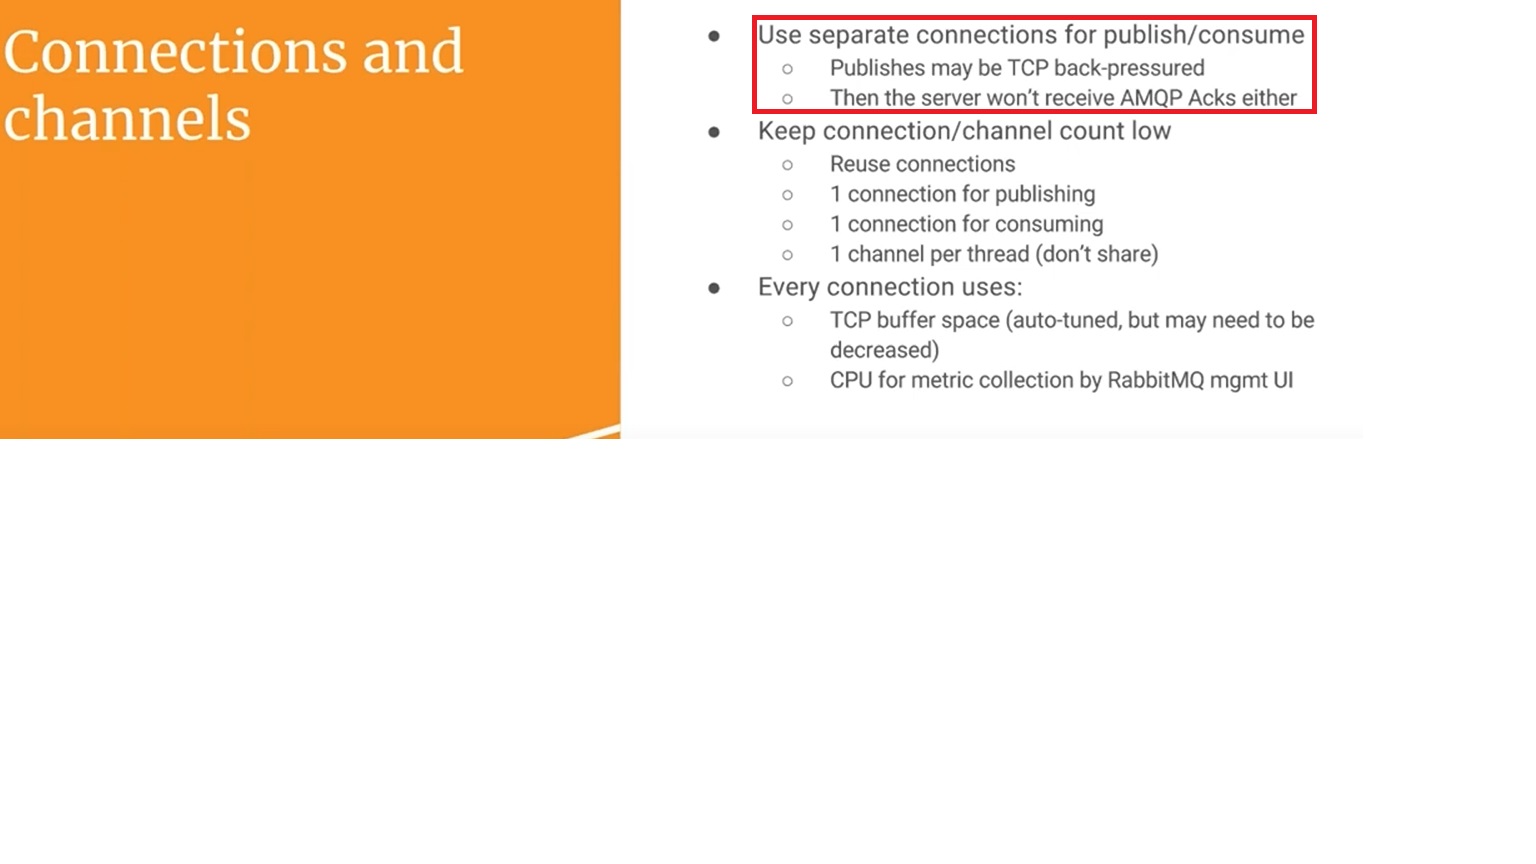 Connections and
channels
● Use separate connections for publish/consume
○ Publishes may be TCP back-pressured
○ Then the server won't receive AMQP Acks either
● Keep connection/channel count low
○ Reuse connections
○ 1 connection for publishing
○ 1 connection for consuming
○ 1 channel per thread (don't share)
● Every connection uses:
○ TCP buffer space (auto-tuned, but may need to be
decreased)
○ CPU for metric collection by RabbitMQ mgmt UI